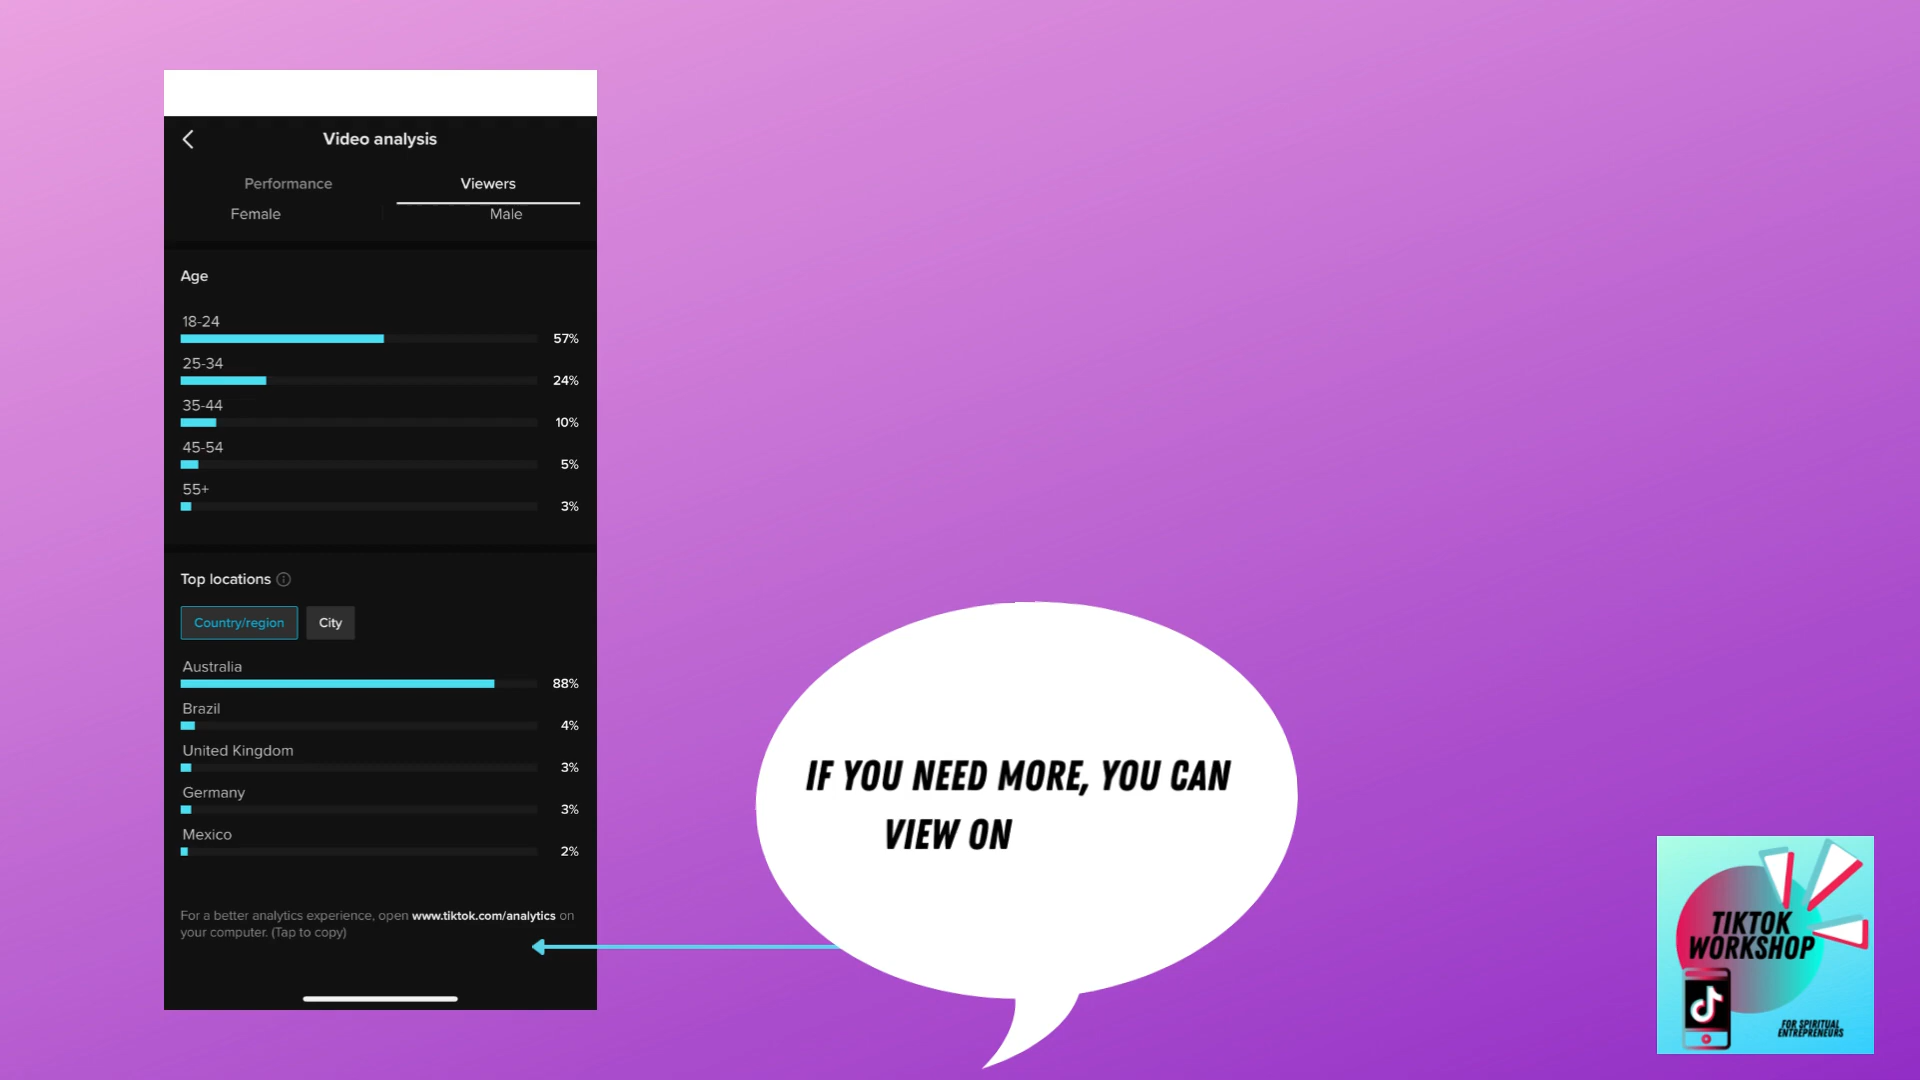 Video analysis
Performance Viewers
Female Male
Age
18-24
57%
25-34
24%
35-44
10%
45-54
5%
55+
3%
Top locations
Country/region City
Australia
88%
Brazil
4%
United Kingdom
3%
Germany
3%
Mexico
2%
For a better analytics experience, open www.tiktok.com/analytics on
your computer. (Tap to copy)
IF YOU NEED MORE, YOU CAN
VIEW ON
TIKTOK
WORKSHOP
FOR SPIRITUAL
ENTREPRENEURS